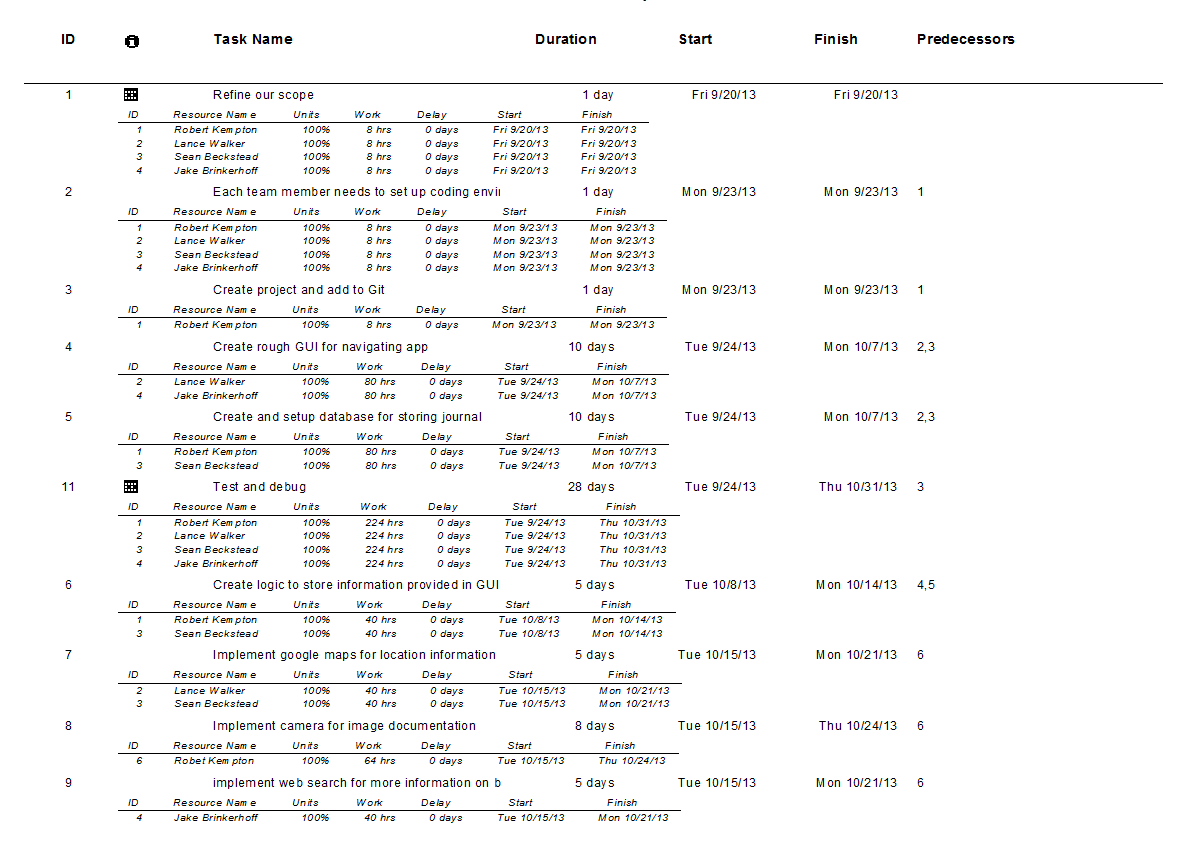 ID Task Name Duration Start Finish Predecessors
1 Refine our scope 1 day Fri 9/20/13 Fri 9/20/13
ID Resource Name Units Work Delay Start Finish
1 Robert Kempton 100% 8 hrs 0 days Fri 9/20/13 Fri 9/20/13
2 Lance Walker 100% 8 hrs 0 days Fri 9/20/13 Fri 9/20/13
3 Sean Beckstead 100% 8 hrs 0 days Fri 9/20/13 Fri 9/20/13
4 Jake Brinkerhoff 100% 8 hrs 0 days Fri 9/20/13 Fri 9/20/13
2 Each team member needs to set up coding envir 1 day Mon 9/23/13 Mon 9/23/13 1
ID Resource Name Units Work Delay Start Finish
1 Robert Kempton 100% 8 hrs 0 days Mon 9/23/13 Mon 9/23/13
2 Lance Walker 100% 8 hrs 0 days Mon 9/23/13 Mon 9/23/13
3 Sean Beckstead 100% 8 hrs 0 days Mon 9/23/13 Mon 9/23/13
4 Jake Brinkerhoff 100% 8 hrs 0 days Mon 9/23/13 Mon 9/23/13
3 Create project and add to Git 1 day Mon 9/23/13 Mon 9/23/13 1
ID Resource Name Units Work Delay Start Finish
1 Robert Kempton 100% 8 hrs 0 days Mon 9/23/13 Mon 9/23/13
4 Create rough GUI for navigating app 10 days Tue 9/24/13 Mon 10/7/13 2,3
ID Resource Name Units Work Delay Start Finish
2 Lance Walker 100% 80 hrs 0 days Tue 9/24/13 Mon 10/7/13
4 Jake Brinkerhoff 100% 80 hrs 0 days Tue 9/24/13 Mon 10/7/13
5 Create and setup database for storing journal 10 days Tue 9/24/13 Mon 10/7/13 2,3
ID Resource Name Units Work Delay Start Finish
1 Robert Kempton 100% 80 hrs 0 days Tue 9/24/13 Mon 10/7/13
3 Sean Beckstead 100% 80 hrs 0 days Tue 9/24/13 Mon 10/7/13
11 Test and debug 28 days Tue 9/24/13 Thu 10/31/13 3
ID Resource Name Units Work Delay Start Finish
1 Robert Kempton 100% 224 hrs 0 days Tue 9/24/13 Thu 10/31/13
2 Lance Walker 100% 224 hrs 0 days Tue 9/24/13 Thu 10/31/13
3 Sean Beckstead 100% 224 hrs 0 days Tue 9/24/13 Thu 10/31/13
4 Jake Brinkerhoff 100% 224 hrs 0 days Tue 9/24/13 Thu 10/31/13
6 Create logic to store information provided in GUI 5 days Tue 10/8/13 Mon 10/14/13 4,5
ID Resource Name Units Work Delay Start Finish
1 Robert Kempton 100% 40 hrs 0 days Tue 10/8/13 Mon 10/14/13
3 Sean Beckstead 100% 40 hrs 0 days Tue 10/8/13 Mon 10/14/13
7 Implement google maps for location information 5 days Tue 10/15/13 Mon 10/21/13 6
ID Resource Name Units Work Delay Start Finish
2 Lance Walker 100% 40 hrs 0 days Tue 10/15/13 Mon 10/21/13
3 Sean Beckstead 100% 40 hrs 0 days Tue 10/15/13 Mon 10/21/13
8 Implement camera for image documentation 8 days Tue 10/15/13 Thu 10/24/13 6
ID Resource Name Units Work Delay Start Finish
6 Robet Kempton 100% 64 hrs 0 days Tue 10/15/13 Thu 10/24/13
9 implement web search for more information on b 5 days Tue 10/15/13 Mon 10/21/13 6
ID Resource Name Units Work Delay Start Finish
4 Jake Brinkerhoff 100% 40 hrs 0 days Tue 10/15/13 Mon 10/21/13